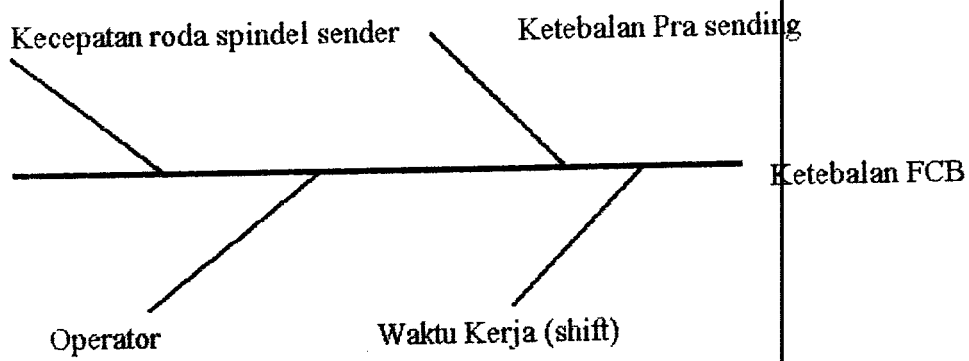 Kecepatan roda spindel sender
Ketebalan Pra sending
Ketebalan FCB
Operator
Waktu Kerja (shift)